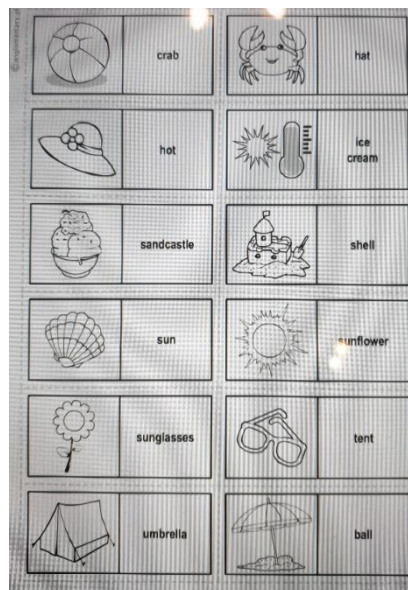 crab
hat
hot
ice
cream
sandcastle
shell
sun
sunflower
sunglasses
tent
umbrella
ball